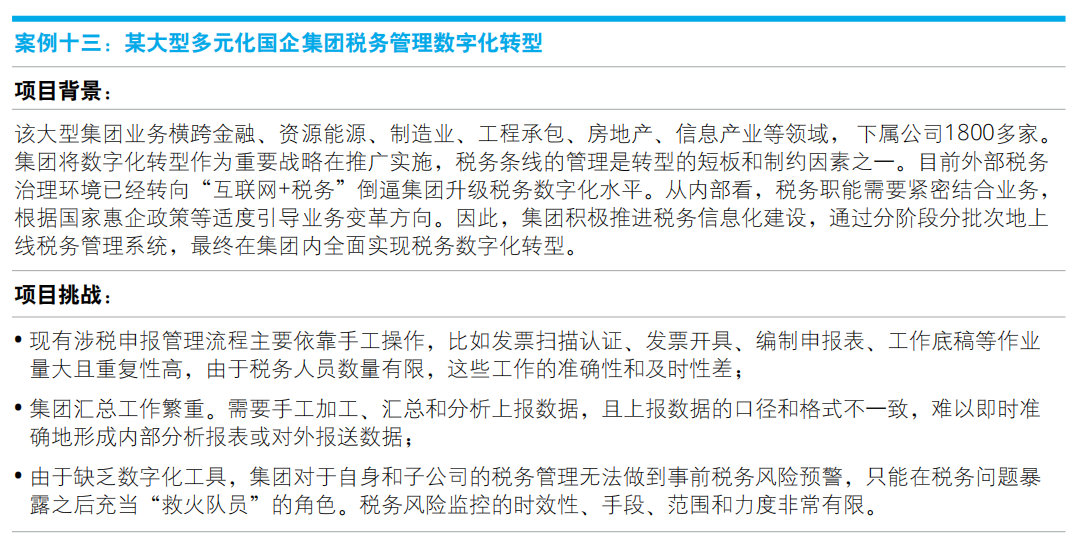 案例十三：某大型多元化国企集团税务管理数字化转型
项目背景：
该大型集团业务横跨金融、资源能源、制造业、工程承包、房地产、信息产业等领域， 下属公司1800多家。
集团将数字化转型作为重要战略在推广实施，税务条线的管理是转型的短板和制约因素之一。目前外部税务
治理环境已经转向“互联网+税务”倒逼集团升级税务数字化水平。从内部看，税务职能需要紧密结合业务，
根据国家惠企政策等适度引导业务变革方向。因此，集团积极推进税务信息化建设，通过分阶段分批次地上
线税务管理系统，最终在集团内全面实现税务数字化转型。
项目挑战：
• 现有涉税申报管理流程主要依靠手工操作，比如发票扫描认证、发票开具、编制申报表、工作底稿等作业
量大且重复性高，由于税务人员数量有限，这些工作的准确性和及时性差；
• 集团汇总工作繁重。需要手工加工、汇总和分析上报数据，且上报数据的口径和格式不一致，难以即时准
确地形成内部分析报表或对外报送数据；
• 由于缺乏数字化工具，集团对于自身和子公司的税务管理无法做到事前税务风险预警，只能在税务问题暴
露之后充当“救火队员”的角色。税务风险监控的时效性、手段、范围和力度非常有限。